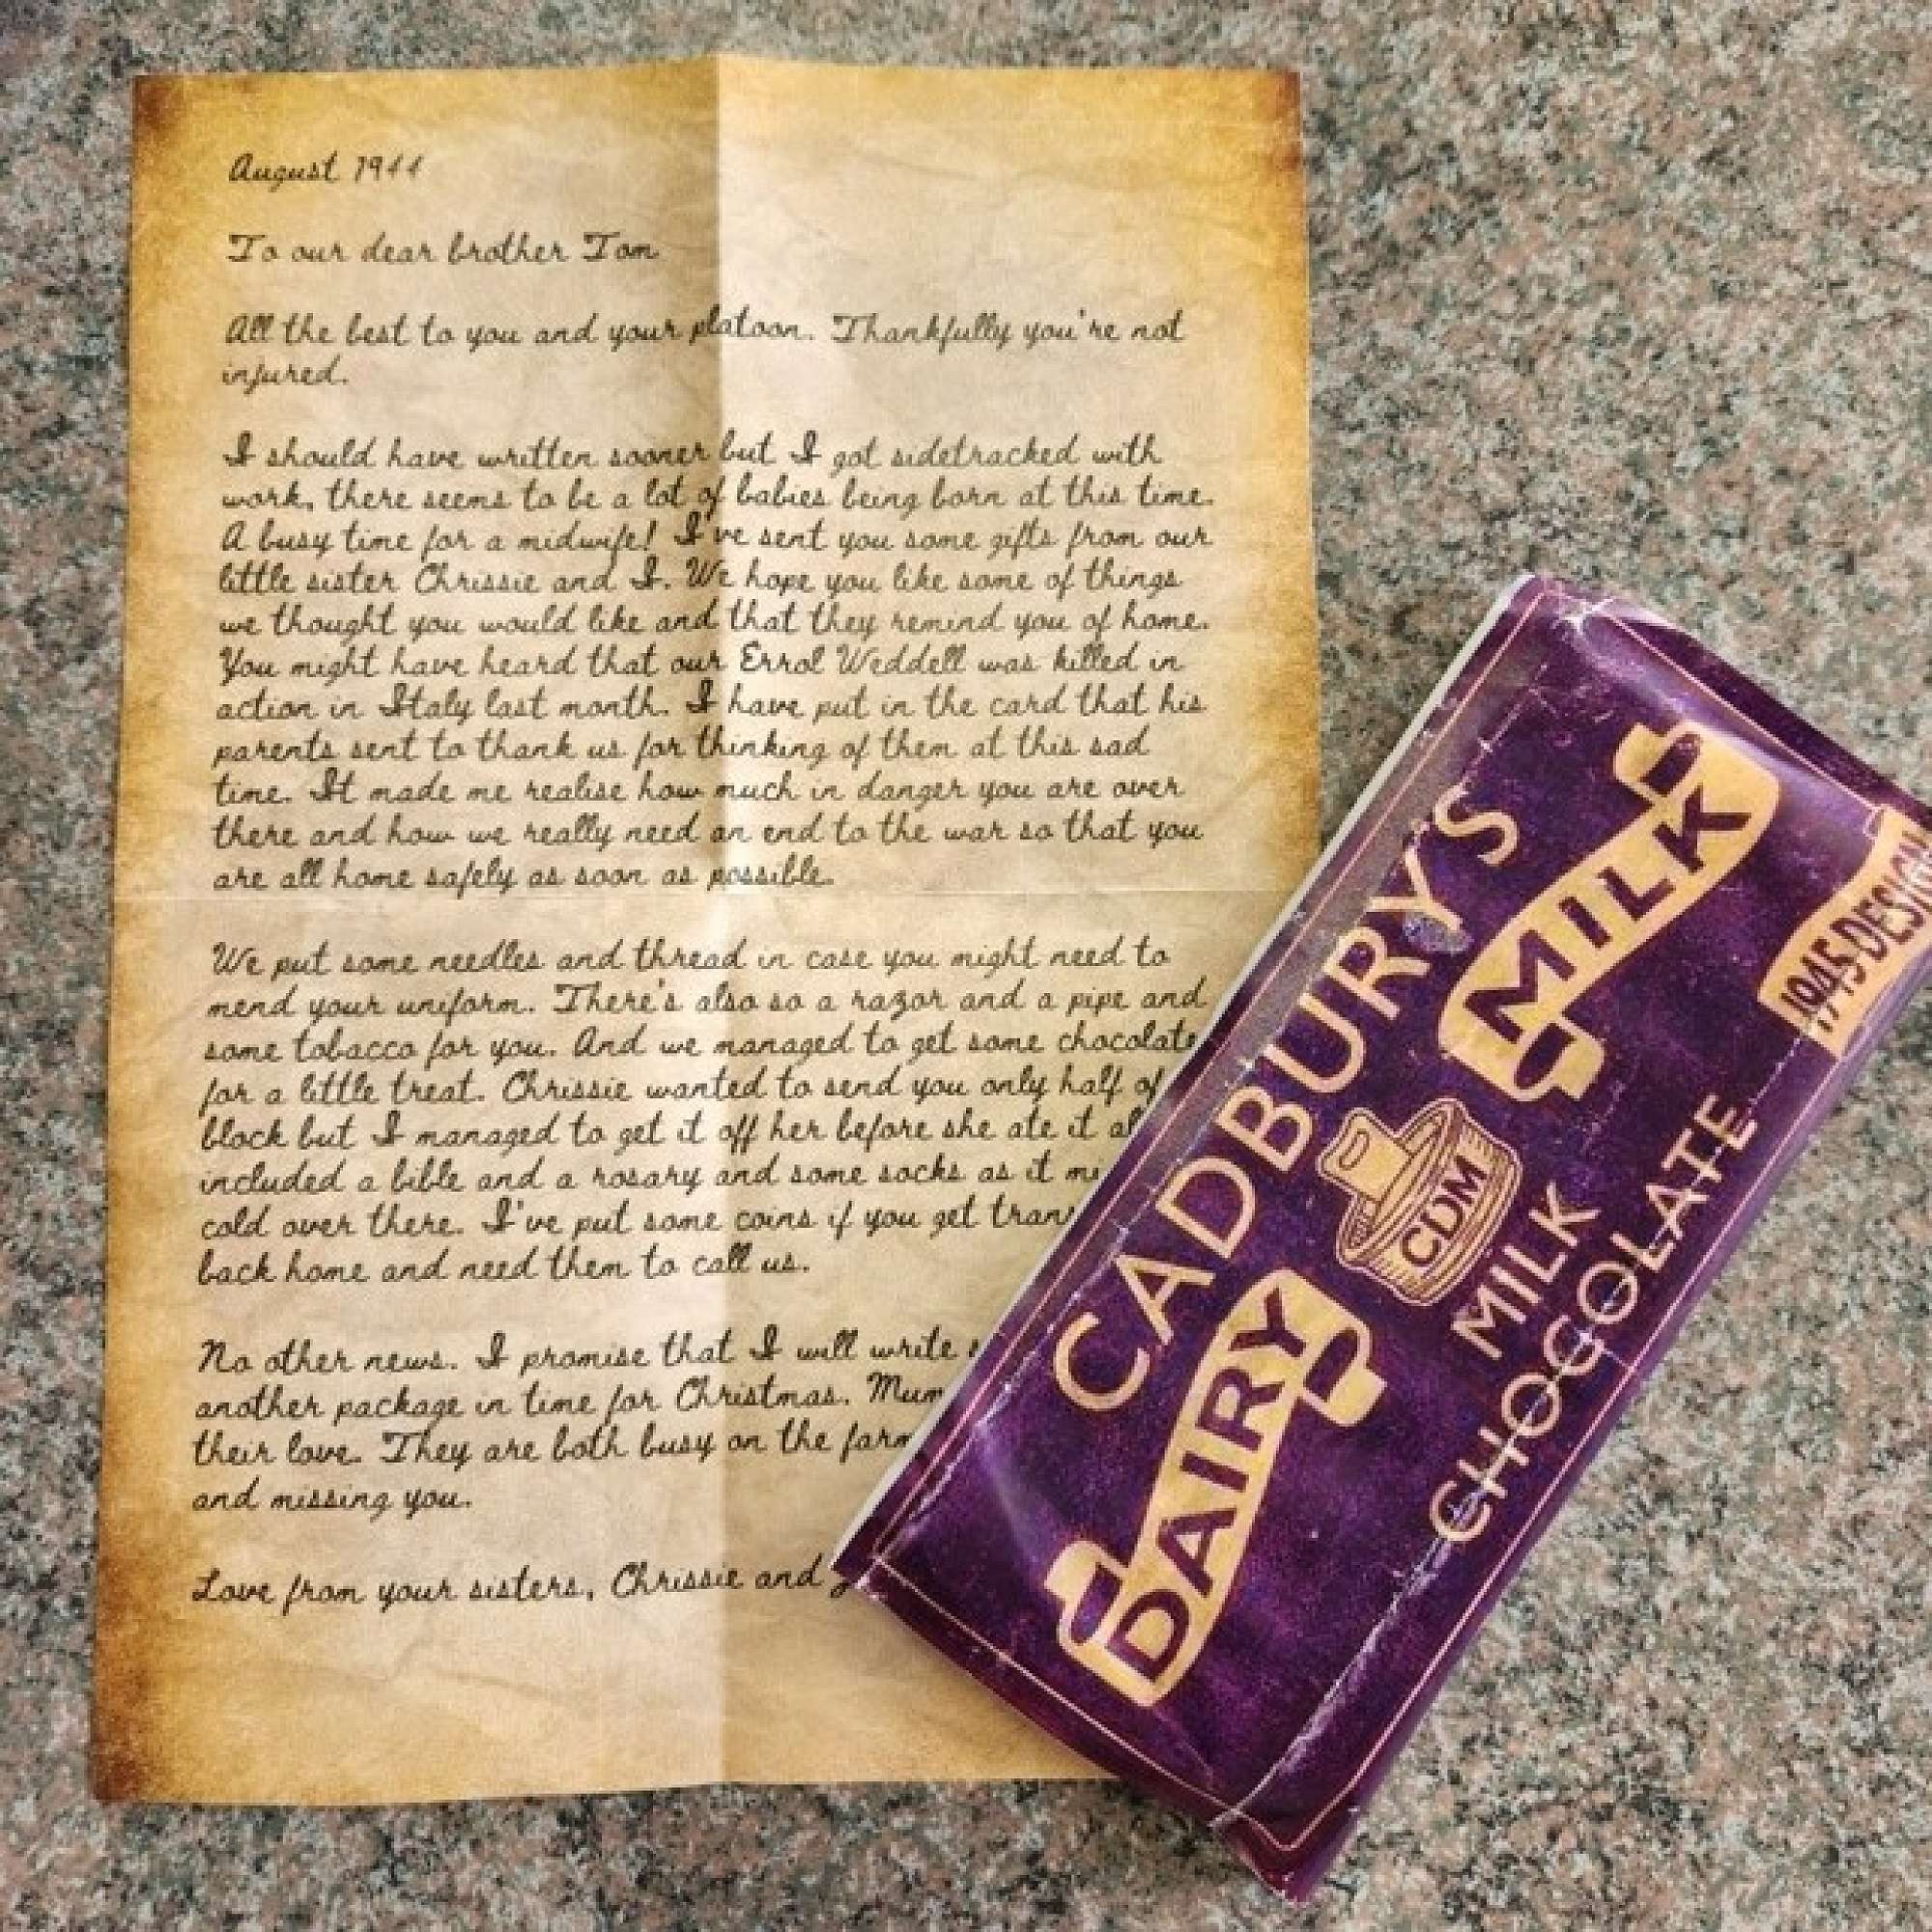 August 1944
To our dear brother Tom
All the best to you and your platoon. Thankfully you're not
injured.
I should have written sooner but I got sidetracked with
work, there seems to be a lot of babies being born at this time.
A busy time for a midwife! I've sent you some gifts from our
little sister Chrissie and I. We hope you like some of things
we thought you would like and that they remind you of home.
You might have heard that our Errol Weddell was killed in
action in Italy last month. I have put in the card that his
parents sent to thank us for thinking of them at this sad
time. It made me realise how much in danger you are over
there and how we really need an end to the war so that you
are all home safely as soon as possible.
We put some needles and thread in case you might need to
mend your uniform. There's also so a razor and a pipe and
some tobacco for you. And we managed to get some chocolate
for a little treat. Chrissie wanted to send you only half of
block but I managed to get it off her before she ate it
included a bible and a rosary and some socks as it
cold over there. I've put some coins if you get
back home and need them to call us.
No other news. I promise that I will write
another package in time for Christmas. Mum
their love. They are both busy on the farm
and missing you.
Love from your sisters, Chrissie and
CADBURYS
DAIRY MILK
CDM
MILK
CHOCOLATE
1945 DESIGN